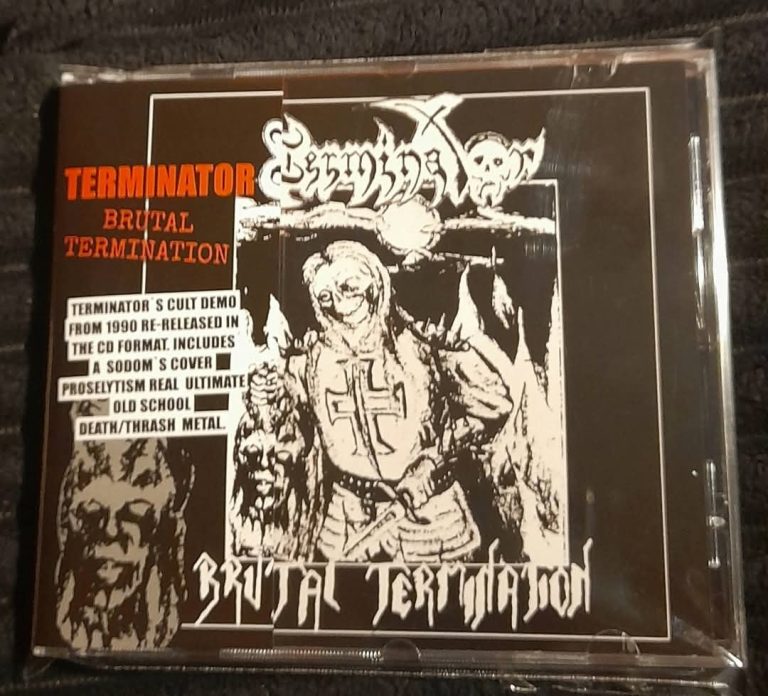 Terminator
TERMINATOR
BRUTAL
TERMINATION
TERMINATOR`S CULT DEMO
FROM 1990 RE-RELEASED IN
THE CD FORMAT. INCLUDES
A SODOM`S COVER
PROSELYTISM REAL ULTIMATE
OLD SCHOOL
DEATH/THRASH METAL.
BRUTAL TERMINATION